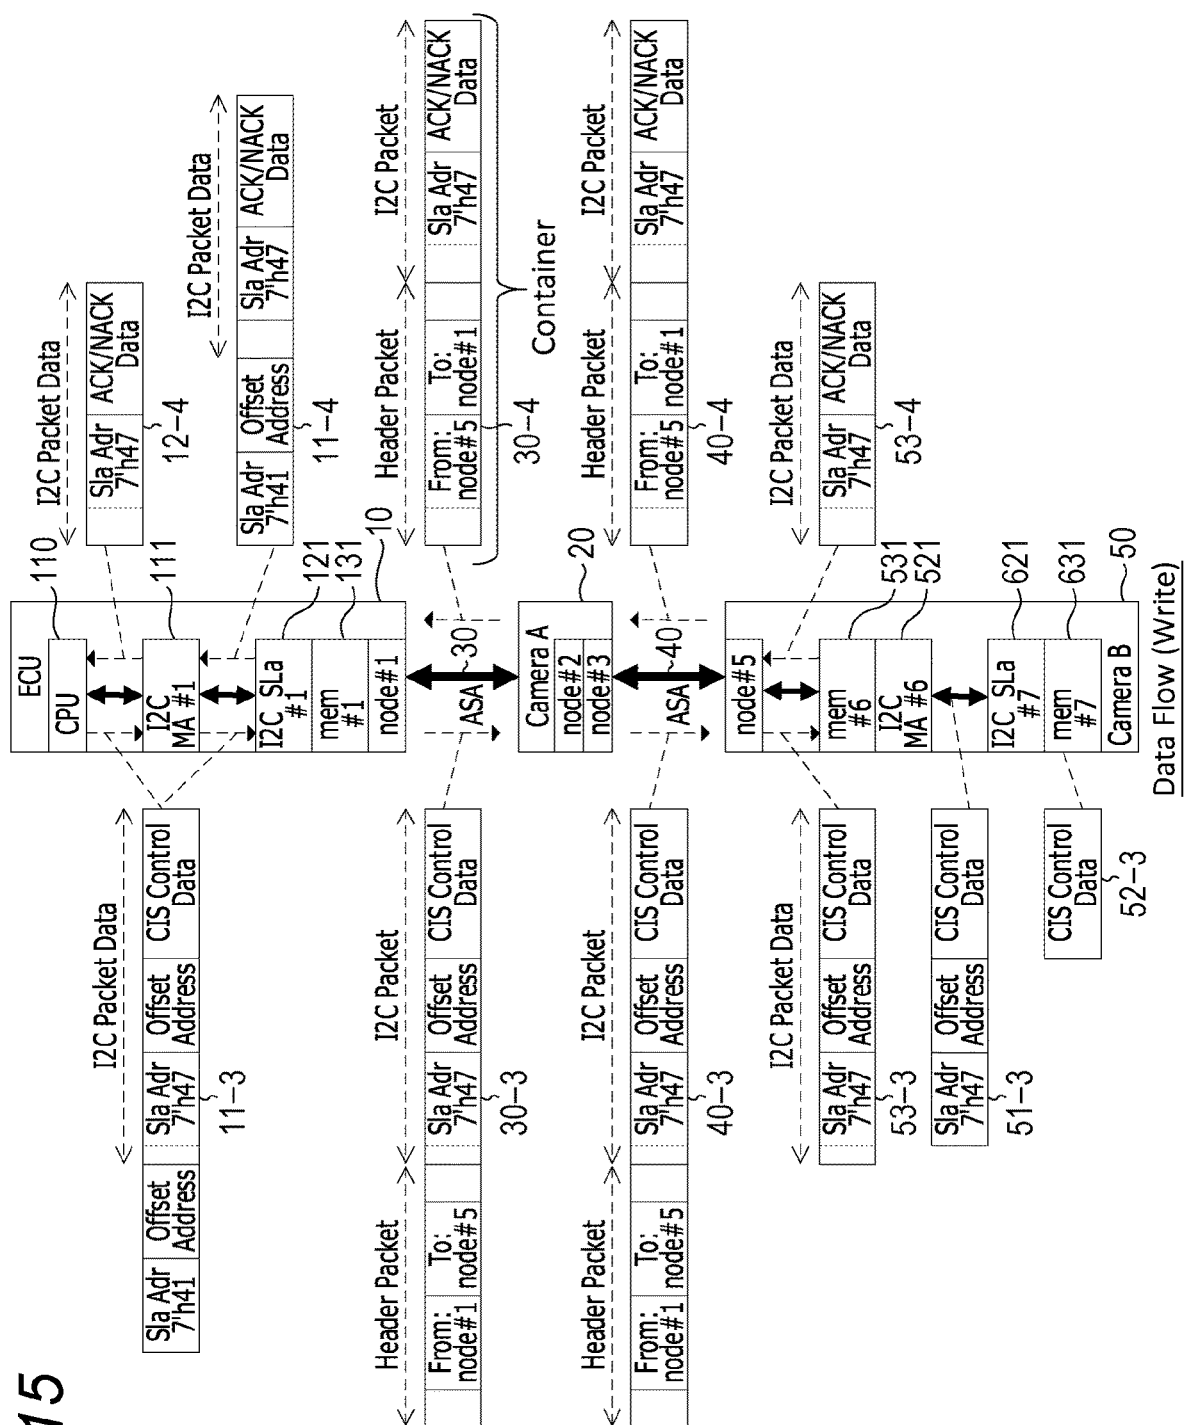 15
I2C Packet Data
Sla Adr
7'h41
Offset
Address
Sla Adr
7'h47
Offset
Address
CIS Control
Data
11-3
Header Packet
I2C Packet
From:
node#1
To:
node#5
Sla Adr
7'h47
Offset
Address
CIS Control
Data
30-3
Header Packet
I2C Packet
From:
node#1
To:
node#5
Sla Adr
7'h47
Offset
Address
CIS Control
Data
40-3
I2C Packet Data
Sla Adr
7'h47
Offset
Address
CIS Control
Data
53-3
Sla Adr
7'h47
Offset
Address
CIS Control
Data
51-3
CIS Control
Data
52-3
ECU
CPU
110
I2C
MA #1
111
I2C SLa
#1
121
mem
#1
131
node#1
10
ASA
30
Camera A
node#2
node#3
20
ASA
40
node#5
mem
#6
531
I2C
MA #6
521
I2C SLa
#7
621
mem
#7
631
Camera B
50
I2C Packet Data
Sla Adr
7'h47
ACK/NACK
Data
12-4
I2C Packet Data
Sla Adr
7'h41
Offset
Address
Sla Adr
7'h47
ACK/NACK
Data
11-4
Header Packet
I2C Packet
From:
node#5
To:
node#1
Sla Adr
7'h47
ACK/NACK
Data
30-4
Container
Header Packet
I2C Packet
From:
node#5
To:
node#1
Sla Adr
7'h47
ACK/NACK
Data
40-4
I2C Packet Data
Sla Adr
7'h47
ACK/NACK
Data
53-4
Data Flow (Write)